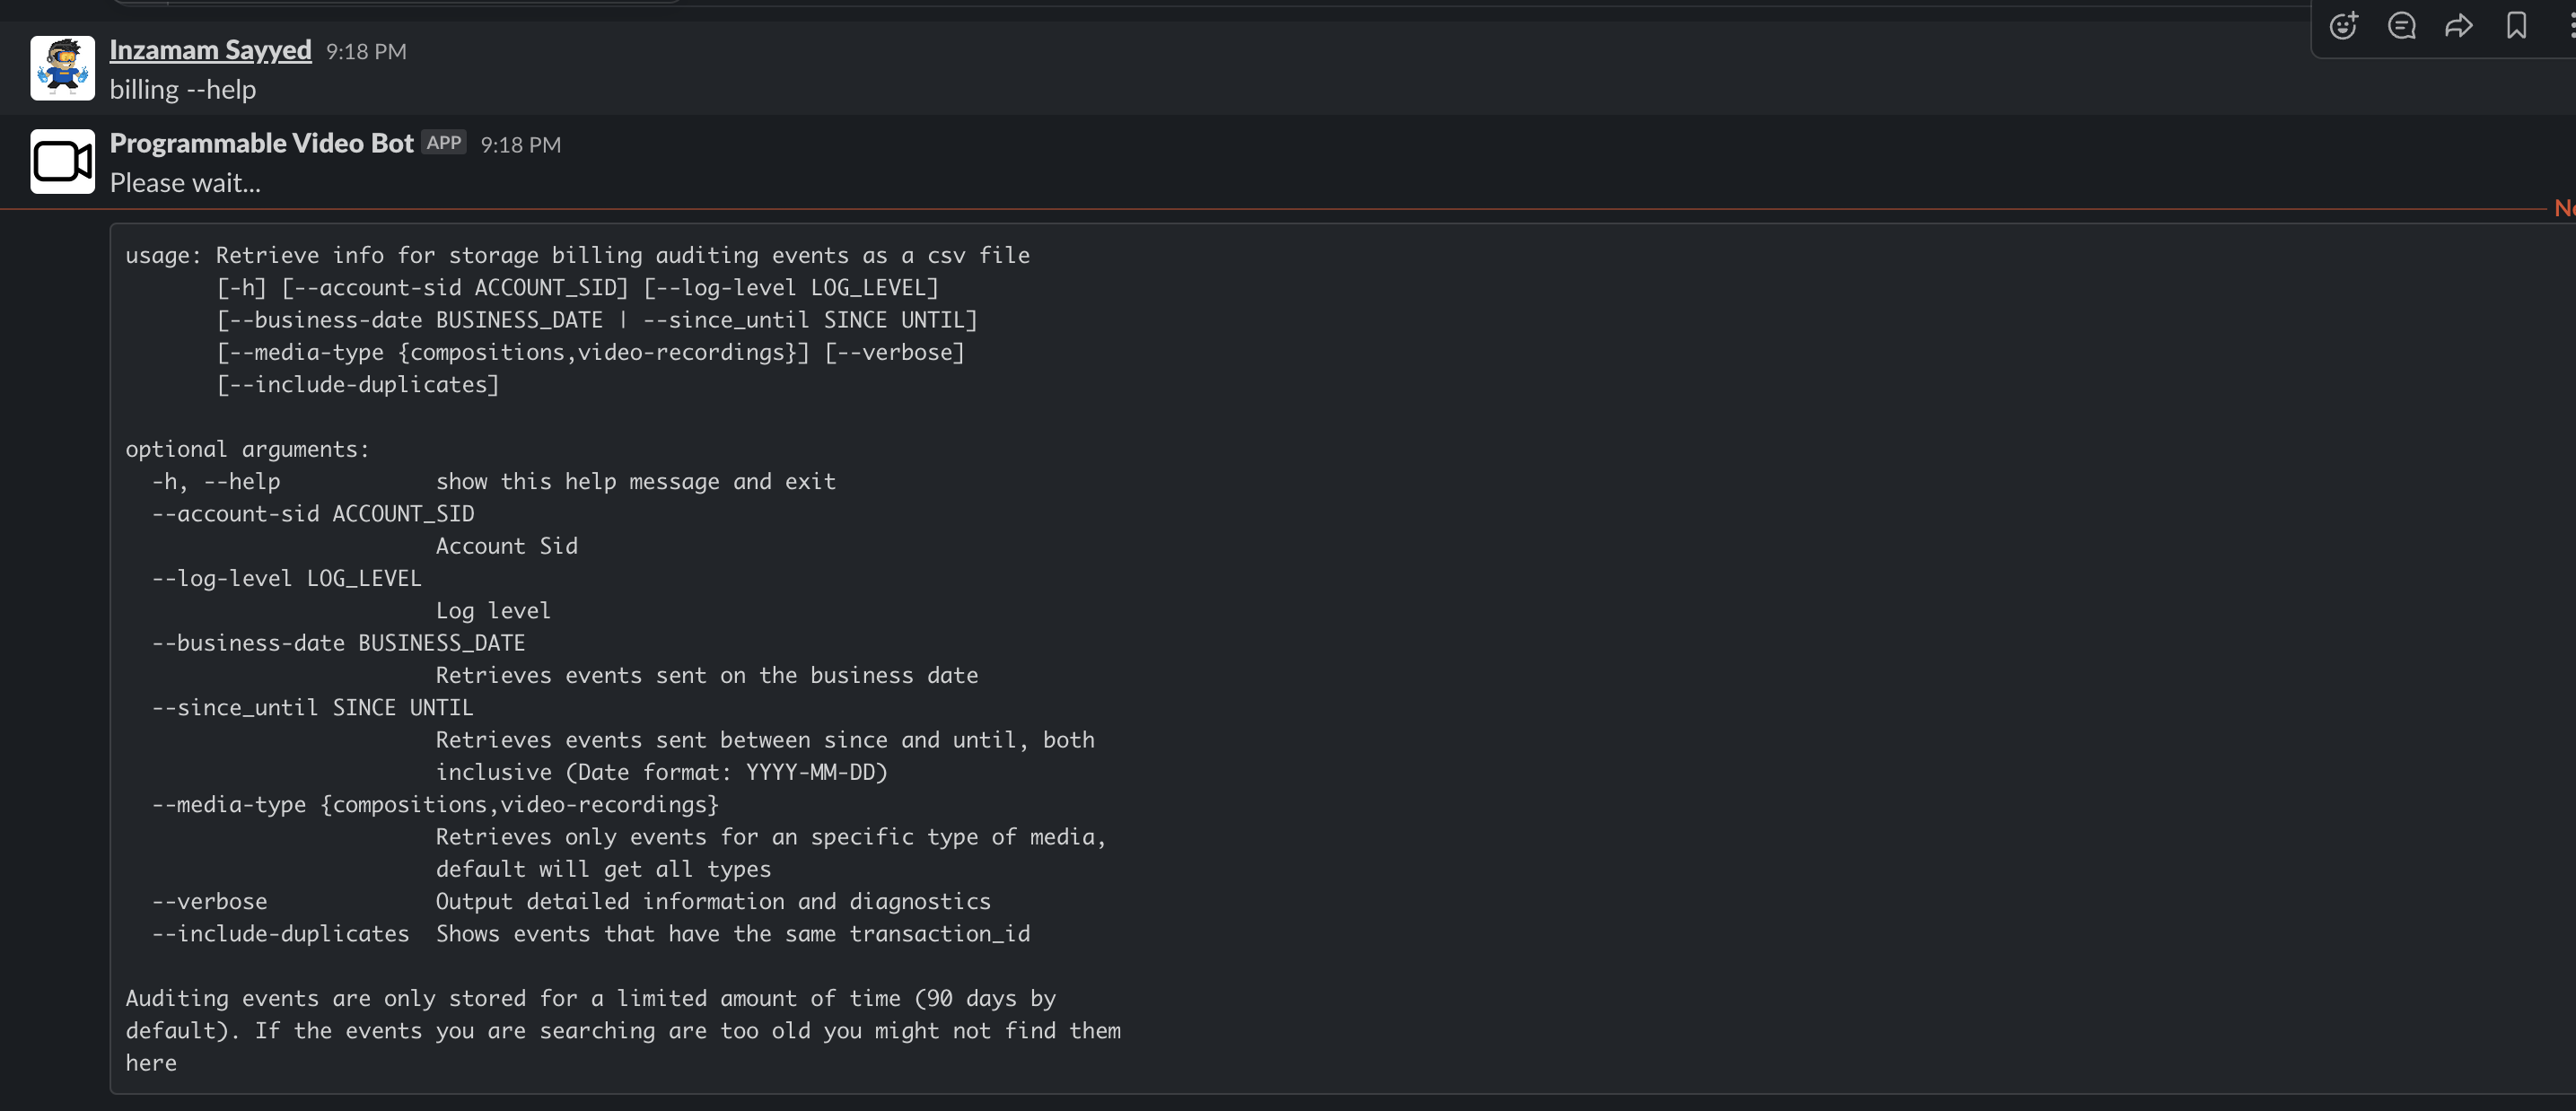 Inzamam Sayyed 9:18 PM
billing --help
Programmable Video Bot APP 9:18 PM
Please wait...
usage: Retrieve info for storage billing auditing events as a csv file
       [-h] [--account-sid ACCOUNT_SID] [--log-level LOG_LEVEL]
       [--business-date BUSINESS_DATE | --since_until SINCE UNTIL]
       [--media-type {compositions,video-recordings}] [--verbose]
       [--include-duplicates]
optional arguments:
  -h, --help            show this help message and exit
  --account-sid ACCOUNT_SID
                        Account Sid
  --log-level LOG_LEVEL
                        Log level
  --business-date BUSINESS_DATE
                        Retrieves events sent on the business date
  --since_until SINCE UNTIL
                        Retrieves events sent between since and until, both
                        inclusive (Date format: YYYY-MM-DD)
  --media-type {compositions,video-recordings}
                        Retrieves only events for an specific type of media,
                        default will get all types
  --verbose             Output detailed information and diagnostics
  --include-duplicates  Shows events that have the same transaction_id
Auditing events are only stored for a limited amount of time (90 days by
default). If the events you are searching are too old you might not find them
here